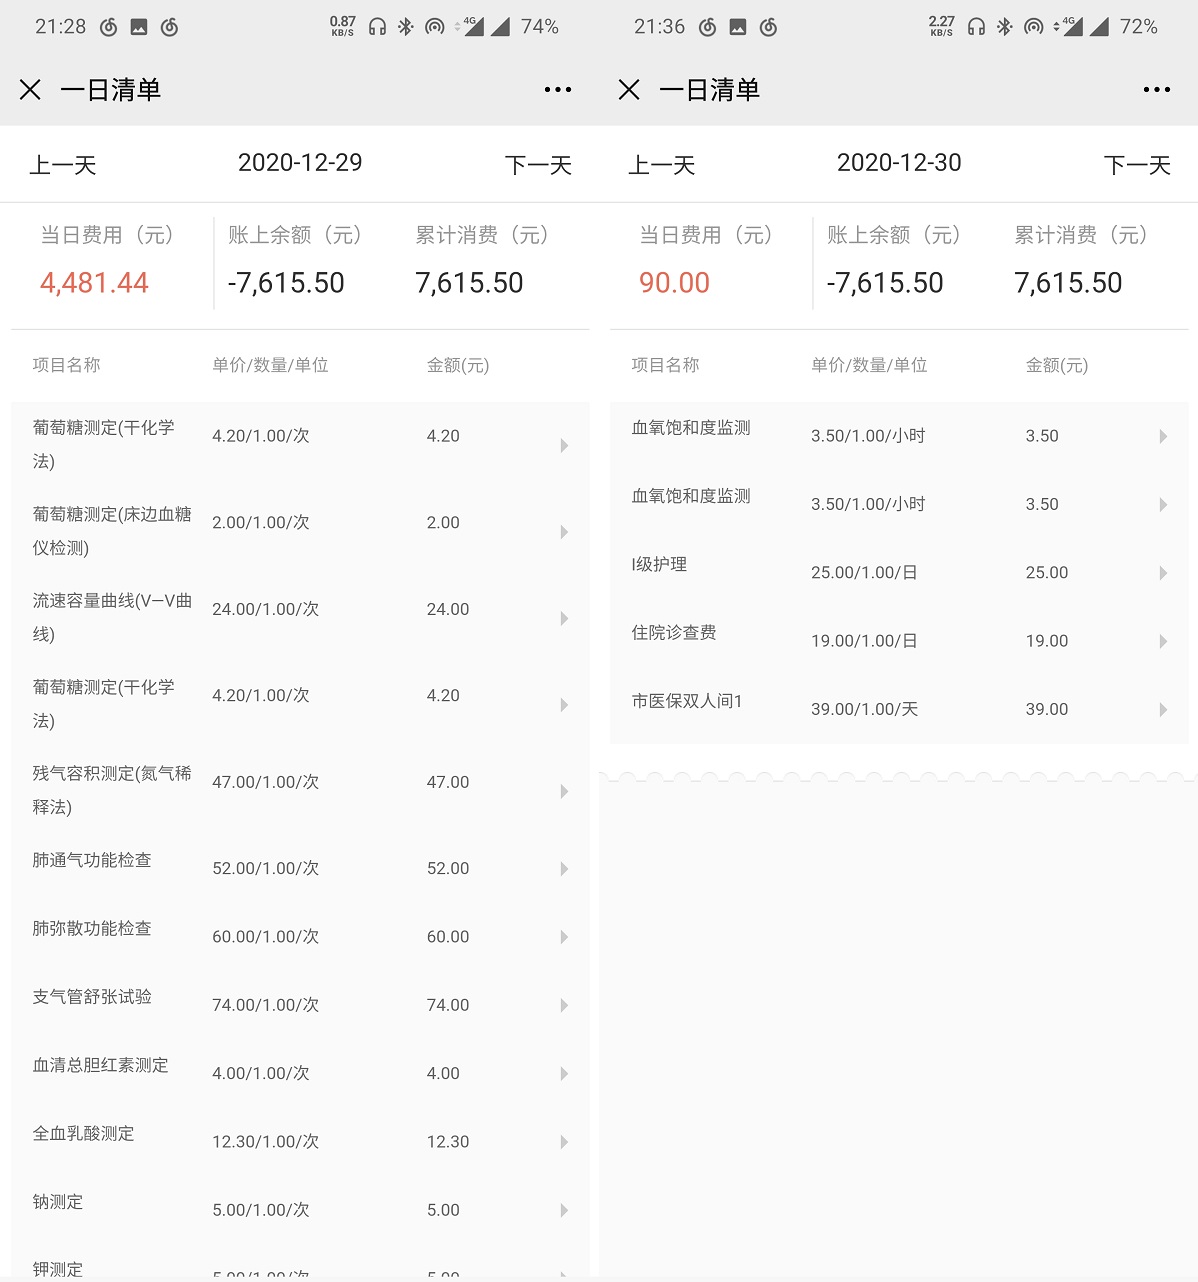 21:28
0.87
KB/S
4G
74%
一日清单
上一天
2020-12-29
下一天
当日费用（元）
账上余额（元）
累计消费（元）
4,481.44
-7,615.50
7,615.50
项目名称
单价/数量/单位
金额(元)
葡萄糖测定(干化学
法)
4.20/1.00/次
4.20
葡萄糖测定(床边血糖
仪检测)
2.00/1.00/次
2.00
流速容量曲线(V—V曲
线)
24.00/1.00/次
24.00
葡萄糖测定(干化学
法)
4.20/1.00/次
4.20
残气容积测定(氮气稀
释法)
47.00/1.00/次
47.00
肺通气功能检查
52.00/1.00/次
52.00
肺弥散功能检查
60.00/1.00/次
60.00
支气管舒张试验
74.00/1.00/次
74.00
血清总胆红素测定
4.00/1.00/次
4.00
全血乳酸测定
12.30/1.00/次
12.30
钠测定
5.00/1.00/次
5.00
钾测定
5.00/1.00/次
5.00
21:36
2.27
KB/S
4G
72%
一日清单
上一天
2020-12-30
下一天
当日费用（元）
账上余额（元）
累计消费（元）
90.00
-7,615.50
7,615.50
项目名称
单价/数量/单位
金额(元)
血氧饱和度监测
3.50/1.00/小时
3.50
血氧饱和度监测
3.50/1.00/小时
3.50
I级护理
25.00/1.00/日
25.00
住院诊查费
19.00/1.00/日
19.00
市医保双人间1
39.00/1.00/天
39.00